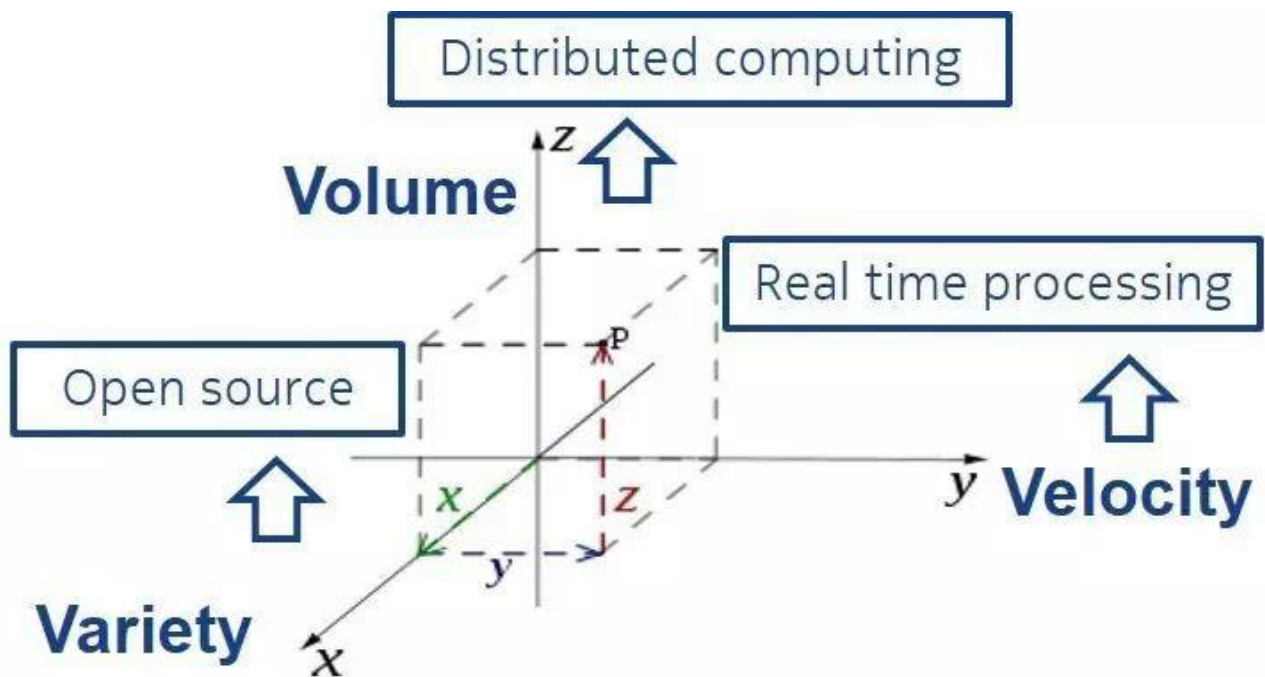 Distributed computing
z
Volume
Real time processing
P
Open source
x
z
y
Velocity
y
Variety
x